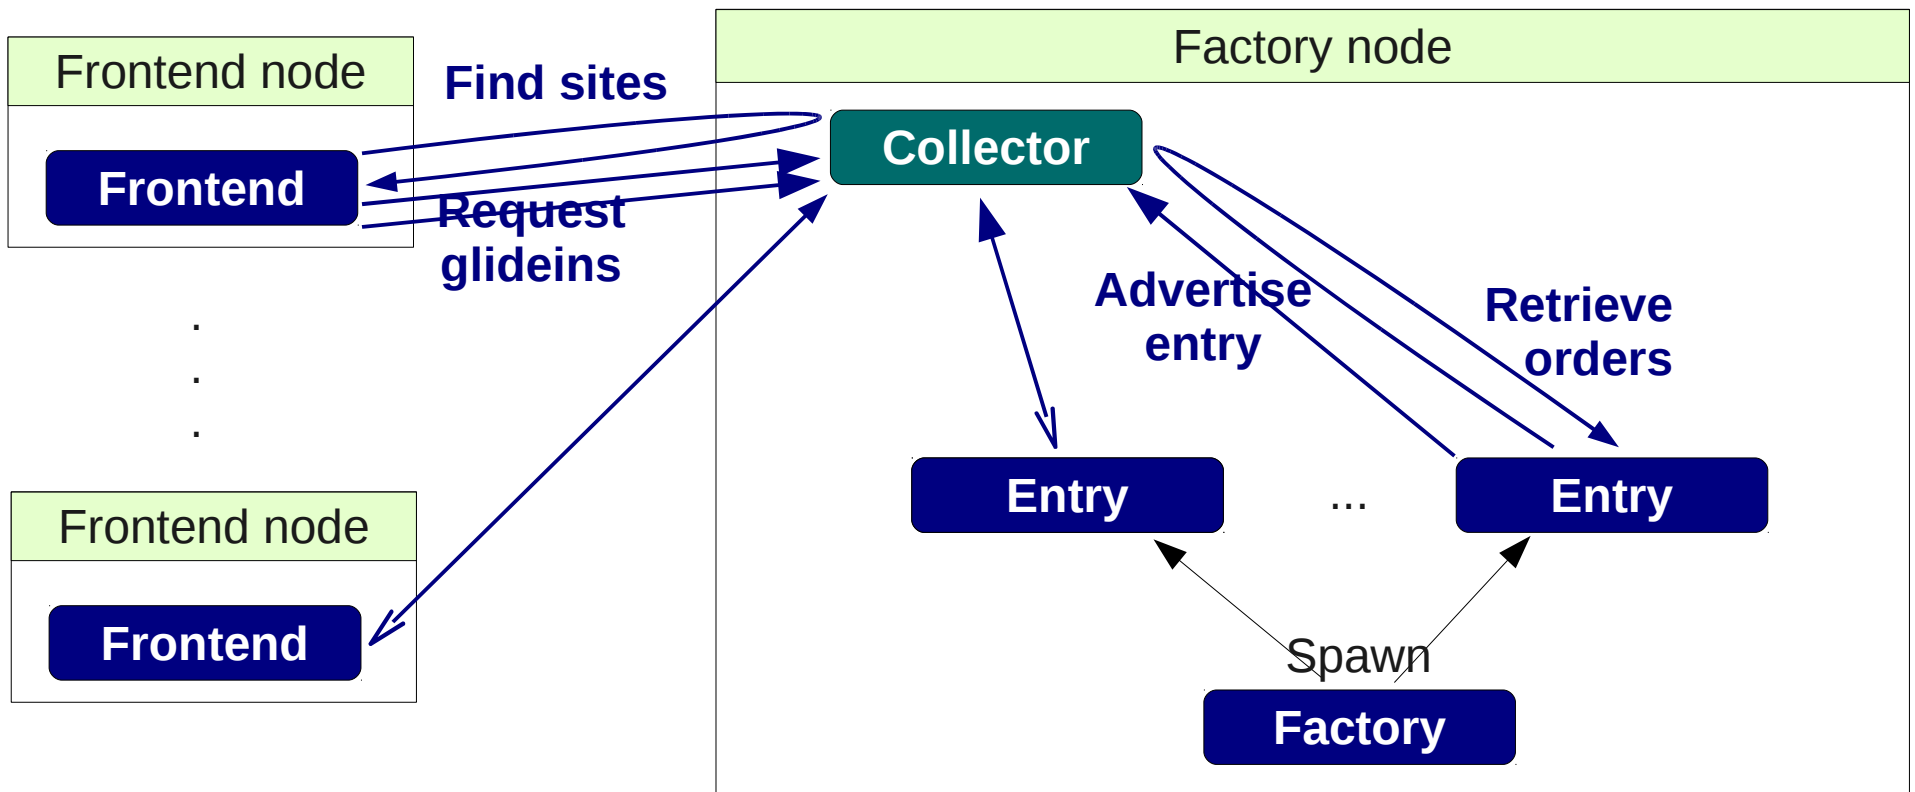 Frontend node
Frontend
.
.
.
Frontend node
Frontend
Find sites
Request
glideins
Factory node
Collector
Advertise
entry
Retrieve
orders
Entry
...
Entry
Spawn
Factory